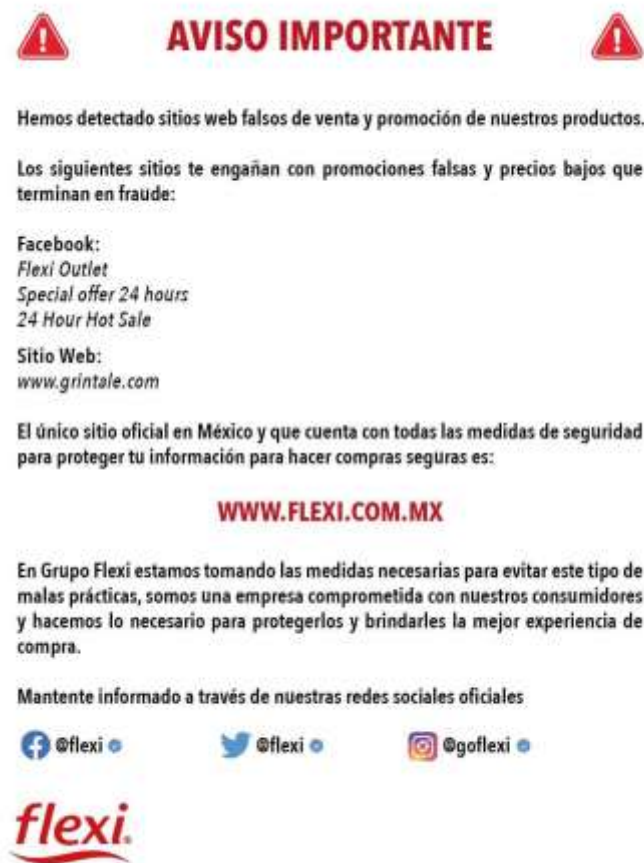 AVISO IMPORTANTE
Hemos detectado sitios web falsos de venta y promoción de nuestros productos.
Los siguientes sitios te engañan con promociones falsas y precios bajos que
terminan en fraude:
Facebook:
Flexi Outlet
Special offer 24 hours
24 Hour Hot Sale
Sitio Web:
www.grintale.com
El único sitio oficial en México y que cuenta con todas las medidas de seguridad
para proteger tu información para hacer compras seguras es:
WWW.FLEXI.COM.MX
En Grupo Flexi estamos tomando las medidas necesarias para evitar este tipo de
malas prácticas, somos una empresa comprometida con nuestros consumidores
y hacemos lo necesario para protegerlos y brindarles la mejor experiencia de
compra.
Mantente informado a través de nuestras redes sociales oficiales
@flexi @flexi @goflexi
flexi